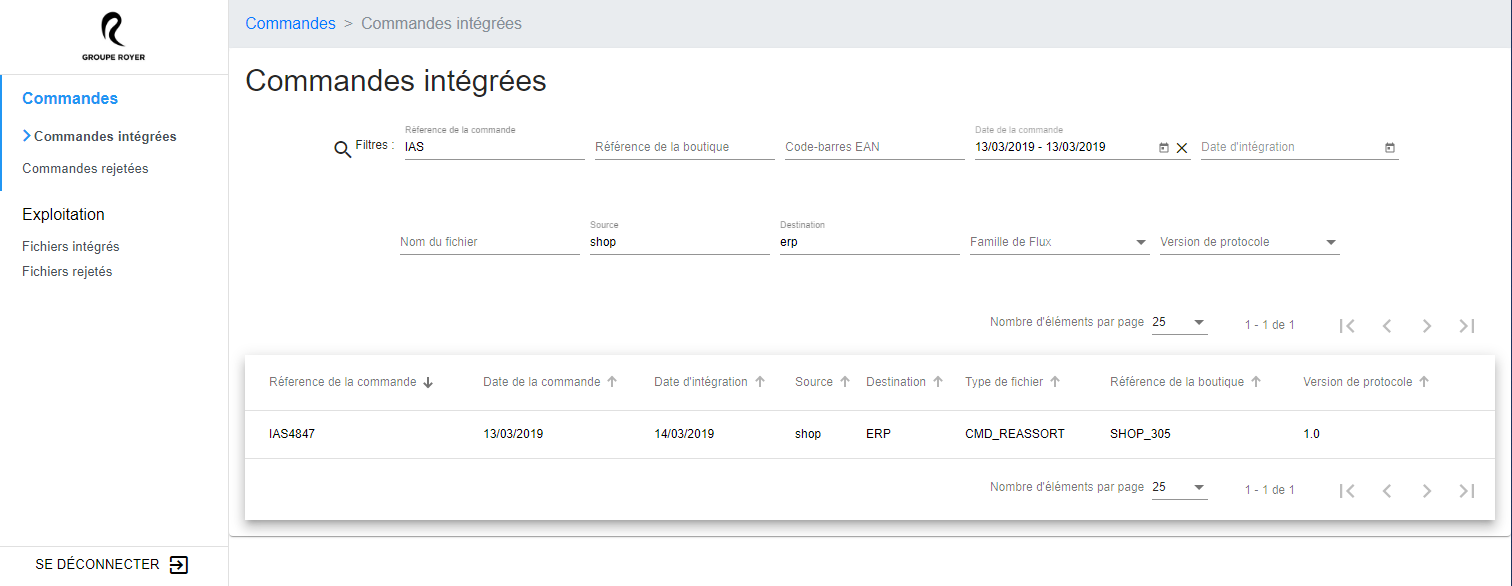 GROUPE ROYER
Commandes
Commandes intégrées
Commandes rejetées
Exploitation
Fichiers intégrés
Fichiers rejetés
SE DÉCONNECTER
Commandes > Commandes intégrées
Commandes intégrées
Filtres :
Réference de la commande
IAS
Référence de la boutique
Code-barres EAN
Date de la commande
13/03/2019 - 13/03/2019
Date d'intégration
Nom du fichier
Source
shop
Destination
erp
Famille de Flux
Version de protocole
Nombre d'éléments par page 25 1 - 1 de 1
Réference de la commande Date de la commande Date d'intégration Source Destination Type de fichier Référence de la boutique Version de protocole
IAS4847 13/03/2019 14/03/2019 shop ERP CMD_REASSORT SHOP_305 1.0
Nombre d'éléments par page 25 1 - 1 de 1